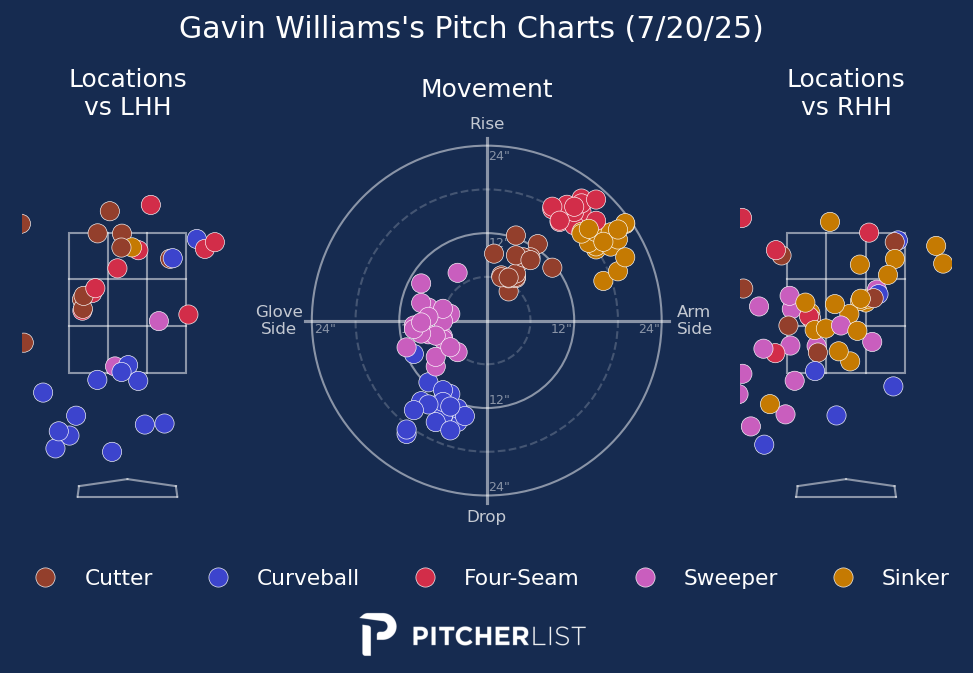 Gavin Williams's Pitch Charts (7/20/25)
Locations
vs LHH
Movement
Locations
vs RHH
Rise
24"
12"
Glove
Side
24"
12"
24"
Arm
Side
12"
24"
Drop
Cutter
Curveball
Four-Seam
Sweeper
Sinker
PITCHERLIST